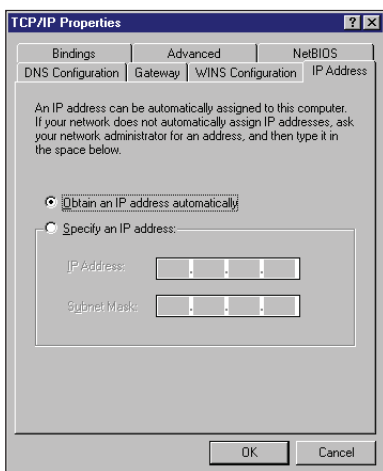 TCP/IP Properties
Bindings Advanced NetBIOS
DNS Configuration Gateway WINS Configuration IP Address
An IP address can be automatically assigned to this computer.
If your network does not automatically assign IP addresses, ask
your network administrator for an address, and then type it in
the space below.
Obtain an IP address automatically
Specify an IP address:
IP Address:
Subnet Mask:
OK Cancel